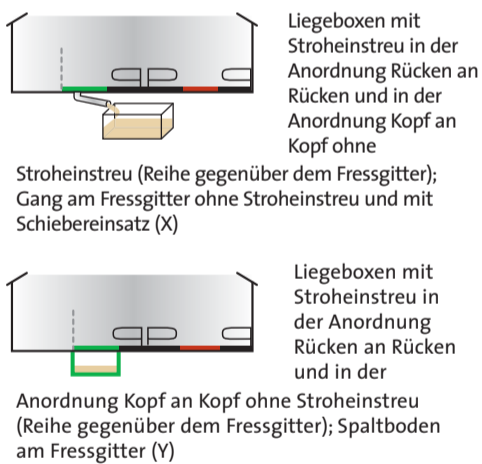 Liegeboxen mit
Stroheinstreu in der
Anordnung Rücken an
Rücken und in der
Anordnung Kopf an
Kopf ohne
Stroheinstreu (Reihe gegenüber dem Fressgitter);
Gang am Fressgitter ohne Stroheinstreu und mit
Schiebereinsatz (X)
Liegeboxen mit
Stroheinstreu in
der Anordnung
Rücken an Rücken
und in der
Anordnung Kopf an Kopf ohne Stroheinstreu
(Reihe gegenüber dem Fressgitter); Spaltboden
am Fressgitter (Y)